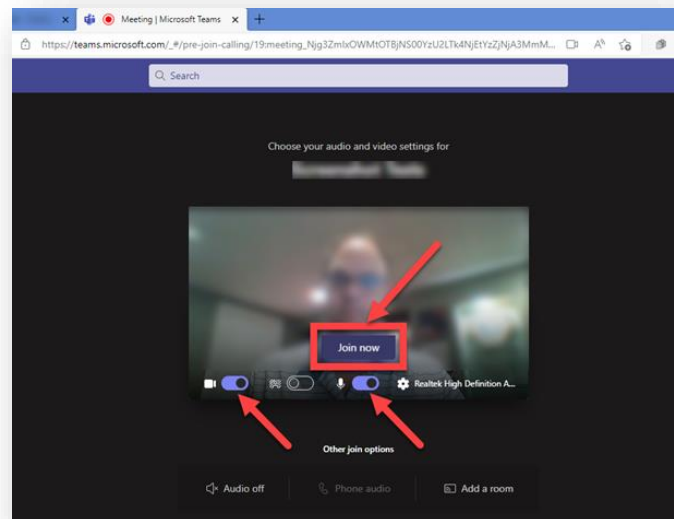 Meeting | Microsoft Teams
https://teams.microsoft.com/_#/pre-join-calling/19:meeting_Njg3ZmIxOWMtOTBjNS00YzU2LTk4NjEtYzZjNjA3MmM...
Search
Choose your audio and video settings for
Join now
Realtek High Definition A...
Other join options
Audio off
Phone audio
Add a room